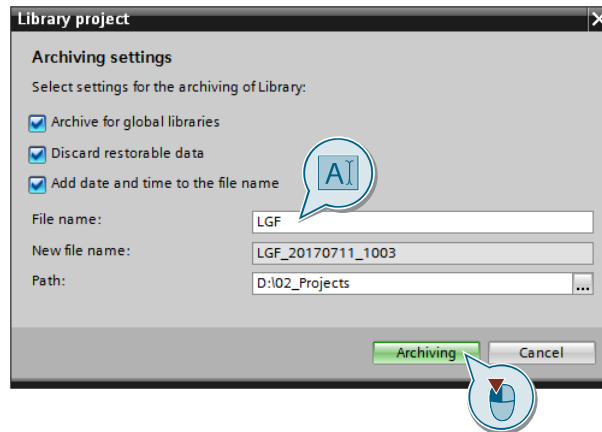 Library project
Archiving settings
Select settings for the archiving of Library:
Archive for global libraries
Discard restorable data
Add date and time to the file name
A
File name: LGF
New file name: LGF_20170711_1003
Path: D:\02_Projects ...
Archiving Cancel